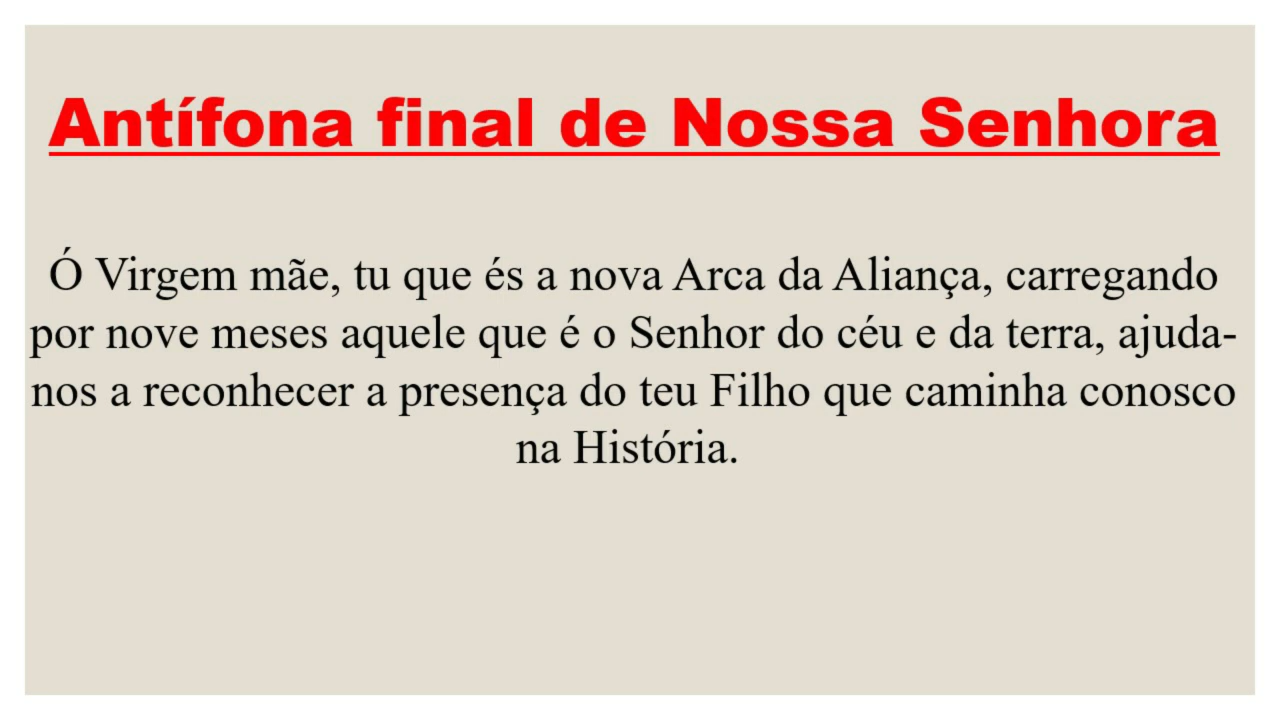 Antífona final de Nossa Senhora
Ó Virgem mãe, tu que és a nova Arca da Aliança, carregando
por nove meses aquele que é o Senhor do céu e da terra, ajuda-
nos a reconhecer a presença do teu Filho que caminha conosco
na História.